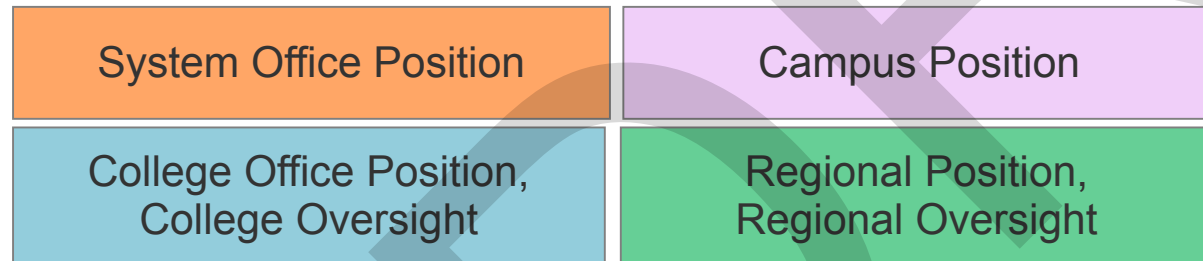 System Office Position
Campus Position
College Office Position,
College Oversight
Regional Position,
Regional Oversight